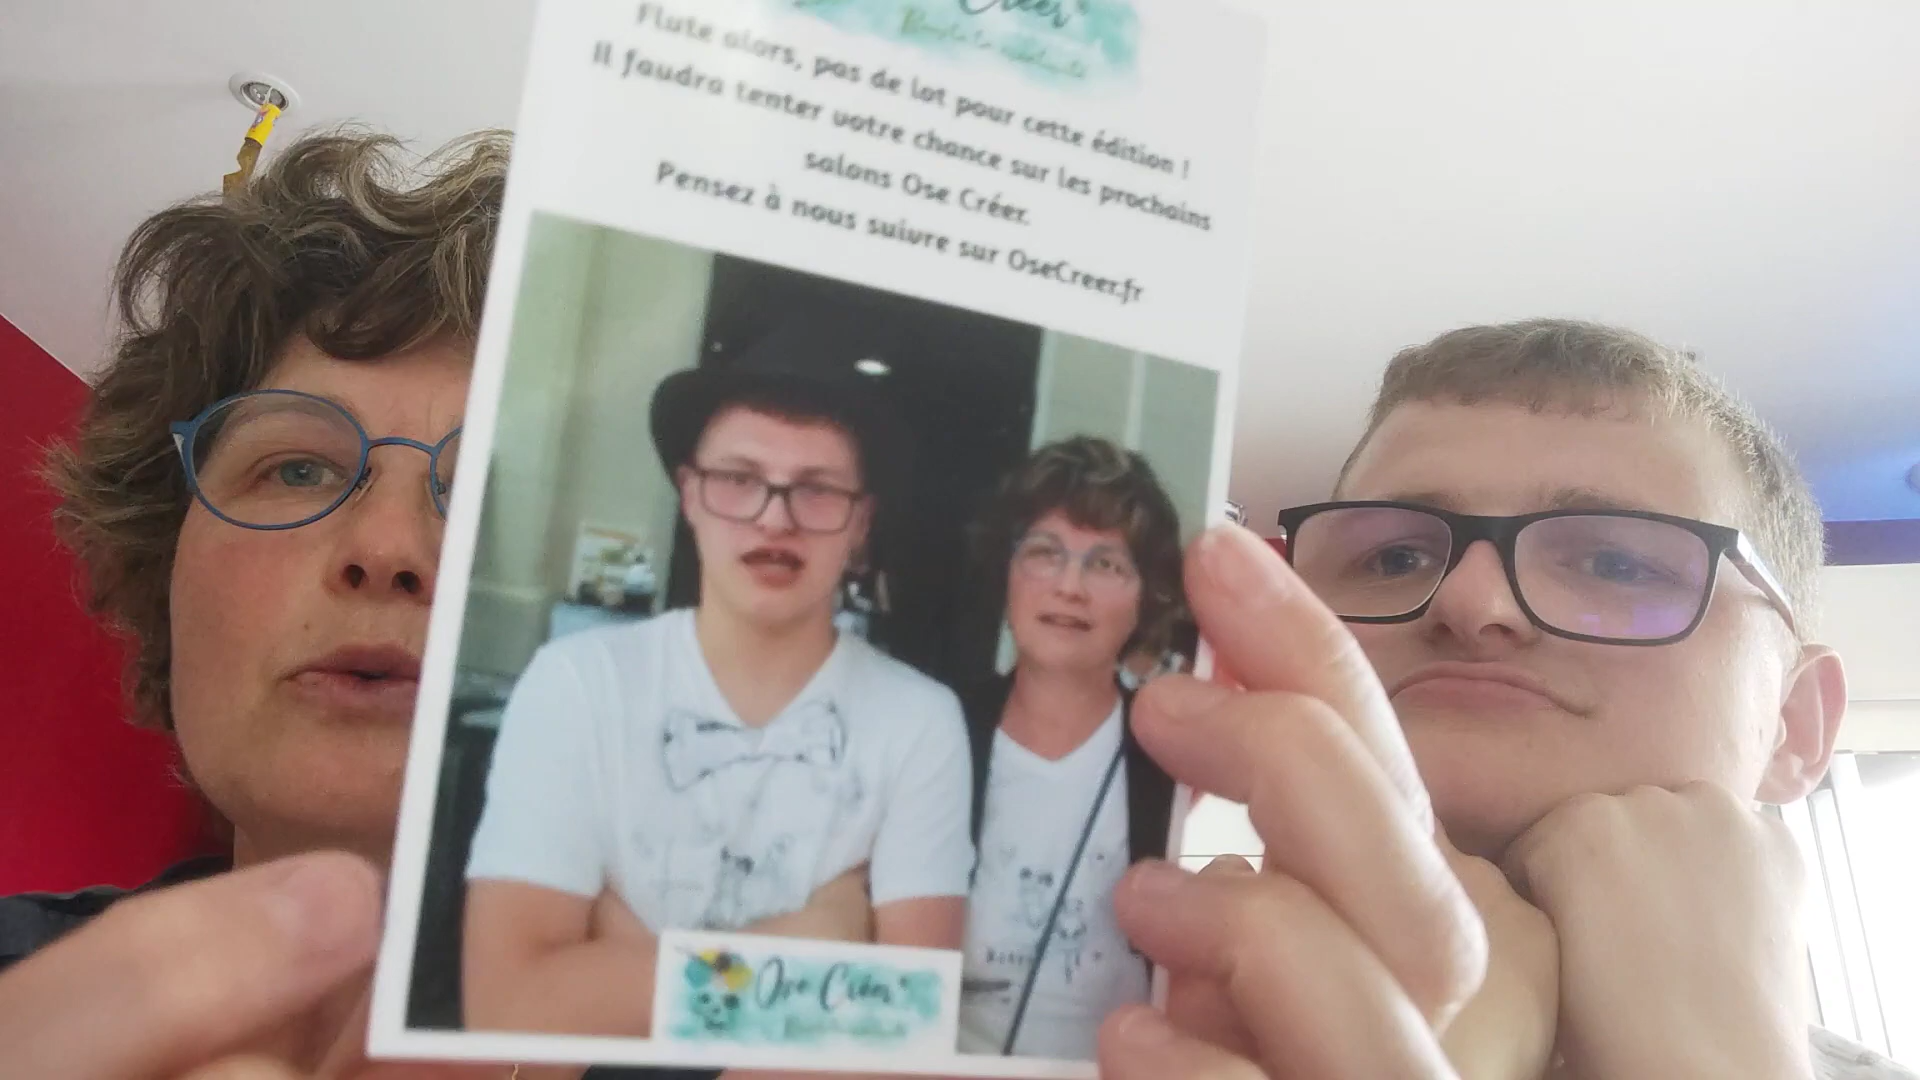 Créer
Flute alors, pas de lot pour cette édition !
Il faudra tenter votre chance sur les prochains
salons Ose Créer.
Pensez à nous suivre sur OseCreer.fr
Ose Créer